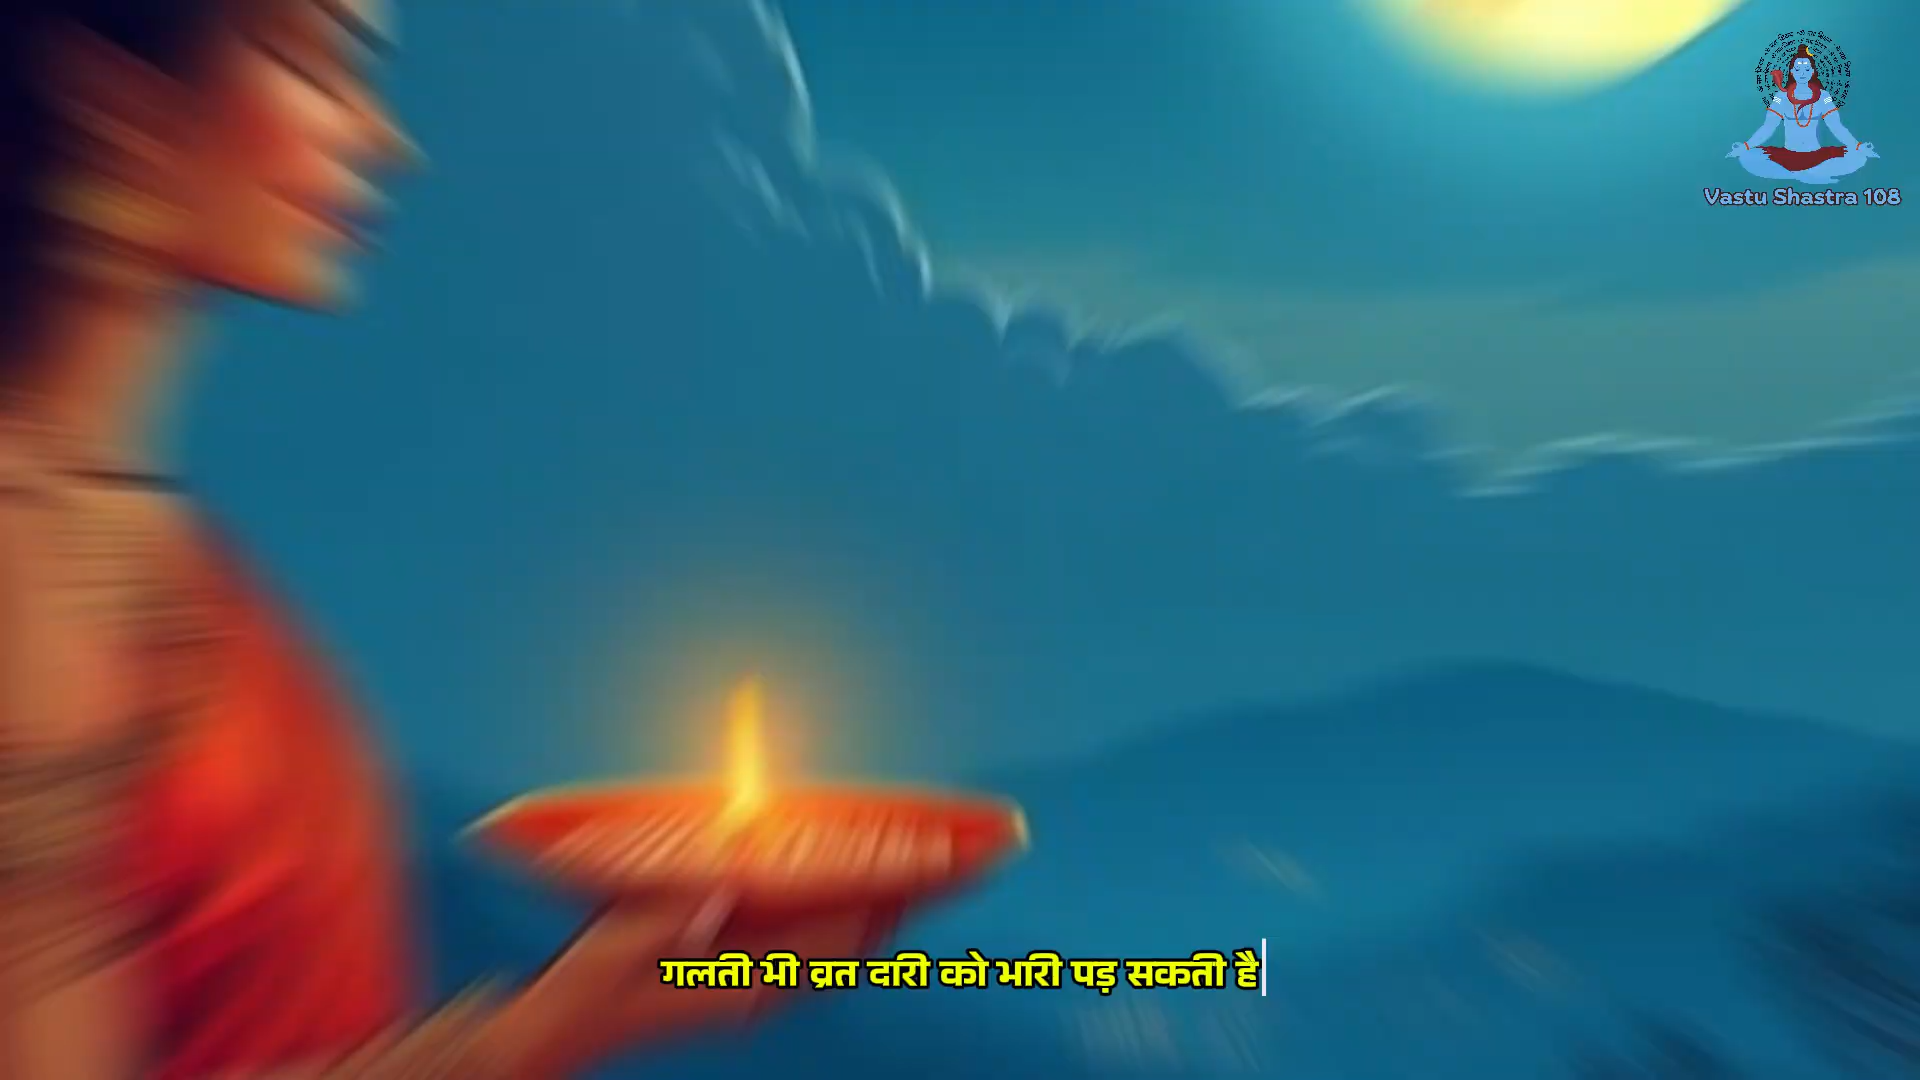 Vastu Shastra 108
गलती भी व्रत दारी को भारी पड़ सकती है